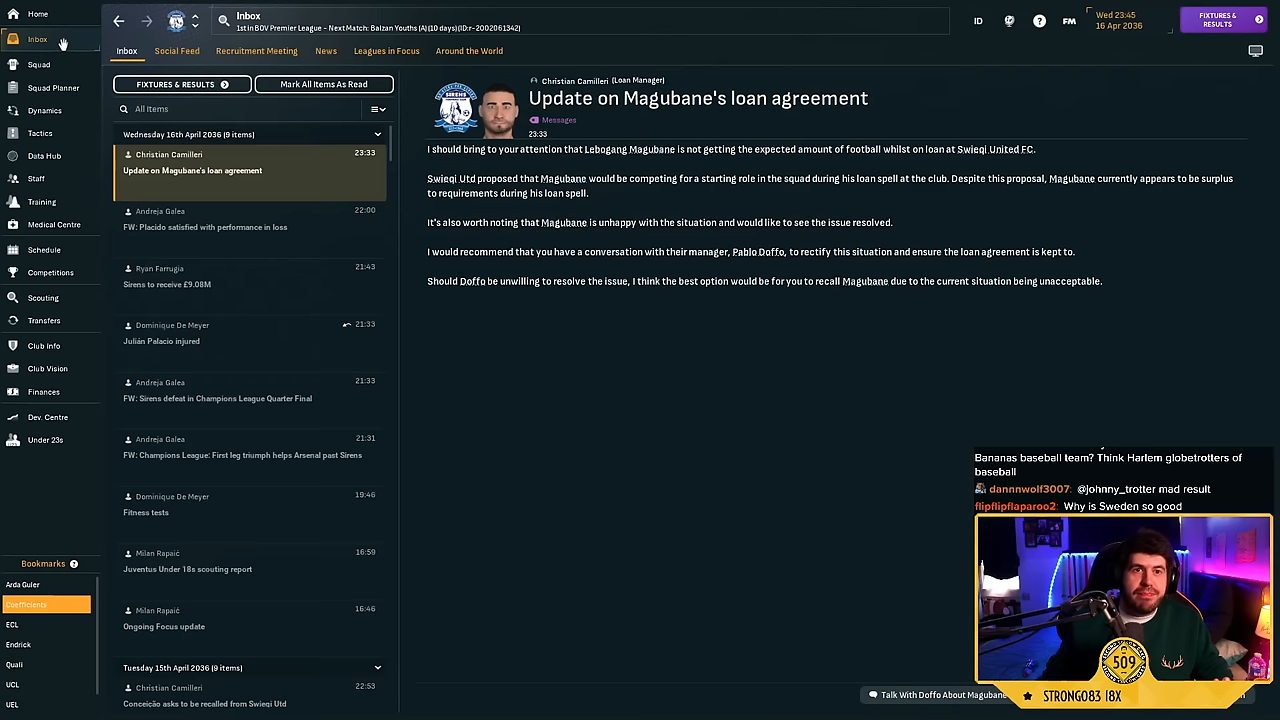 Home
Inbox
Squad
Squad Planner
Dynamics
Tactics
Data Hub
Staff
Training
Medical Centre
Schedule
Competitions
Scouting
Transfers
Club Info
Club Vision
Finances
Dev. Centre
Under 23s
Bookmarks ?
Arda Guler
Coefficients
ECL
Endrick
Quali
UCL
UEL
Inbox
1st in BOV Premier League - Next Match: Balzan Youths (A) (10 days) (ID:r-2002061342)
ID
?
FM
Wed 23:45
16 Apr 2036
FIXTURES &
RESULTS
Inbox
Social Feed
Recruitment Meeting
News
Leagues in Focus
Around the World
FIXTURES & RESULTS
Mark All Items As Read
All Items
Wednesday 16th April 2036 (9 items)
Christian Camilleri 23:33
Update on Magubane's loan agreement
Andreja Galea 22:00
FW: Placido satisfied with performance in loss
Ryan Farrugia 21:43
Sirens to receive £9.08M
Dominique De Meyer 21:33
Julián Palacio injured
Andreja Galea 21:33
FW: Sirens defeat in Champions League Quarter Final
Andreja Galea 21:31
FW: Champions League: First leg triumph helps Arsenal past Sirens
Dominique De Meyer 19:46
Fitness tests
Milan Rapaić 16:59
Juventus Under 18s scouting report
Milan Rapaić 16:46
Ongoing Focus update
Tuesday 15th April 2036 (9 items)
Christian Camilleri 22:53
Conceição asks to be recalled from Swieqi Utd
SIRENS
Christian Camilleri (Loan Manager)
Update on Magubane's loan agreement
Messages
23:33
I should bring to your attention that Lebogang Magubane is not getting the expected amount of football whilst on loan at Swieqi United FC.
Swieqi Utd proposed that Magubane would be competing for a starting role in the squad during his loan spell at the club. Despite this proposal, Magubane currently appears to be surplus
to requirements during his loan spell.
It's also worth noting that Magubane is unhappy with the situation and would like to see the issue resolved.
I would recommend that you have a conversation with their manager, Pablo Doffo, to rectify this situation and ensure the loan agreement is kept to.
Should Doffo be unwilling to resolve the issue, I think the best option would be for you to recall Magubane due to the current situation being unacceptable.
Bananas baseball team? Think Harlem globetrotters of
baseball
dannnwolf3007: @johnny_trotter mad result
flipflipflaparoo2: Why is Sweden so good
Talk With Doffo About Magubane
509
STRONGO83 18X